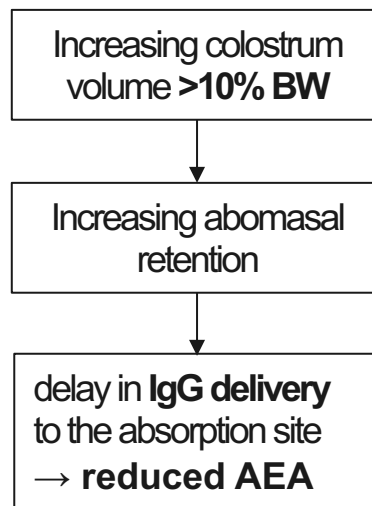 Increasing colostrum
volume >10% BW
Increasing abomasal
retention
delay in IgG delivery
to the absorption site
→ reduced AEA